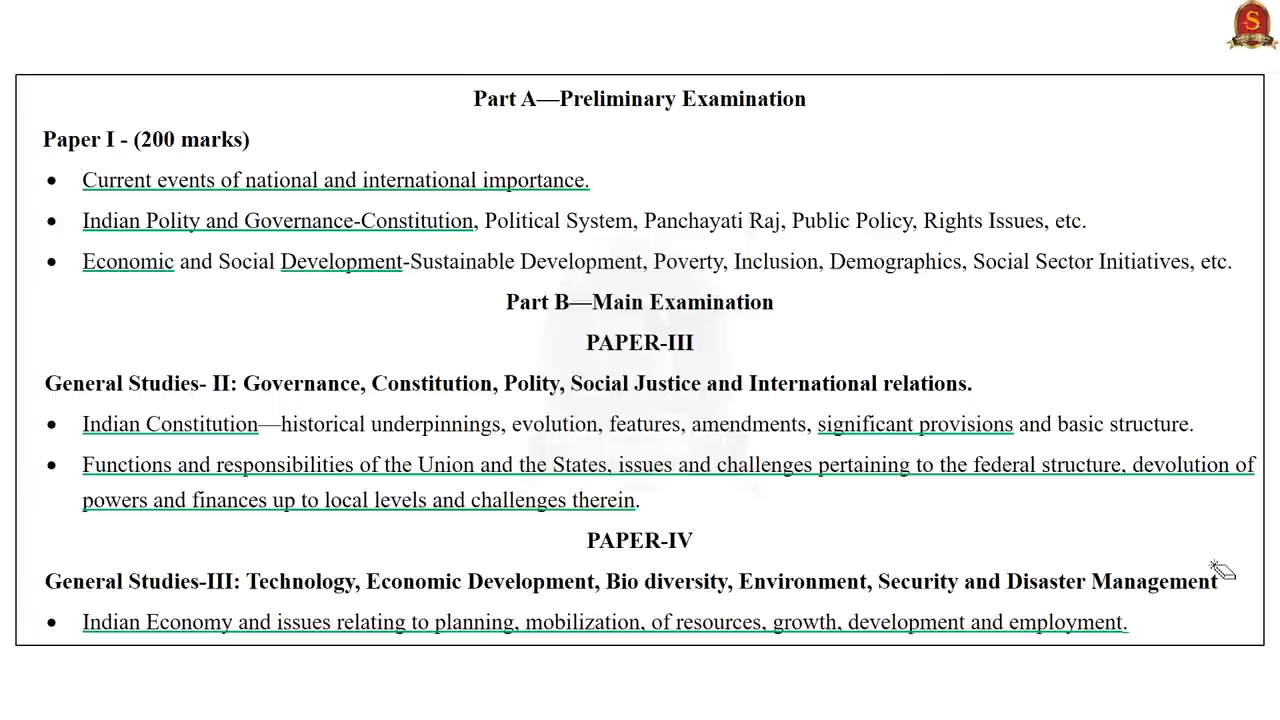 S
Part A—Preliminary Examination
Paper I - (200 marks)
• Current events of national and international importance.
• Indian Polity and Governance-Constitution, Political System, Panchayati Raj, Public Policy, Rights Issues, etc.
• Economic and Social Development-Sustainable Development, Poverty, Inclusion, Demographics, Social Sector Initiatives, etc.
Part B—Main Examination
PAPER-III
General Studies- II: Governance, Constitution, Polity, Social Justice and International relations.
• Indian Constitution—historical underpinnings, evolution, features, amendments, significant provisions and basic structure.
• Functions and responsibilities of the Union and the States, issues and challenges pertaining to the federal structure, devolution of
powers and finances up to local levels and challenges therein.
PAPER-IV
General Studies-III: Technology, Economic Development, Bio diversity, Environment, Security and Disaster Management
• Indian Economy and issues relating to planning, mobilization, of resources, growth, development and employment.